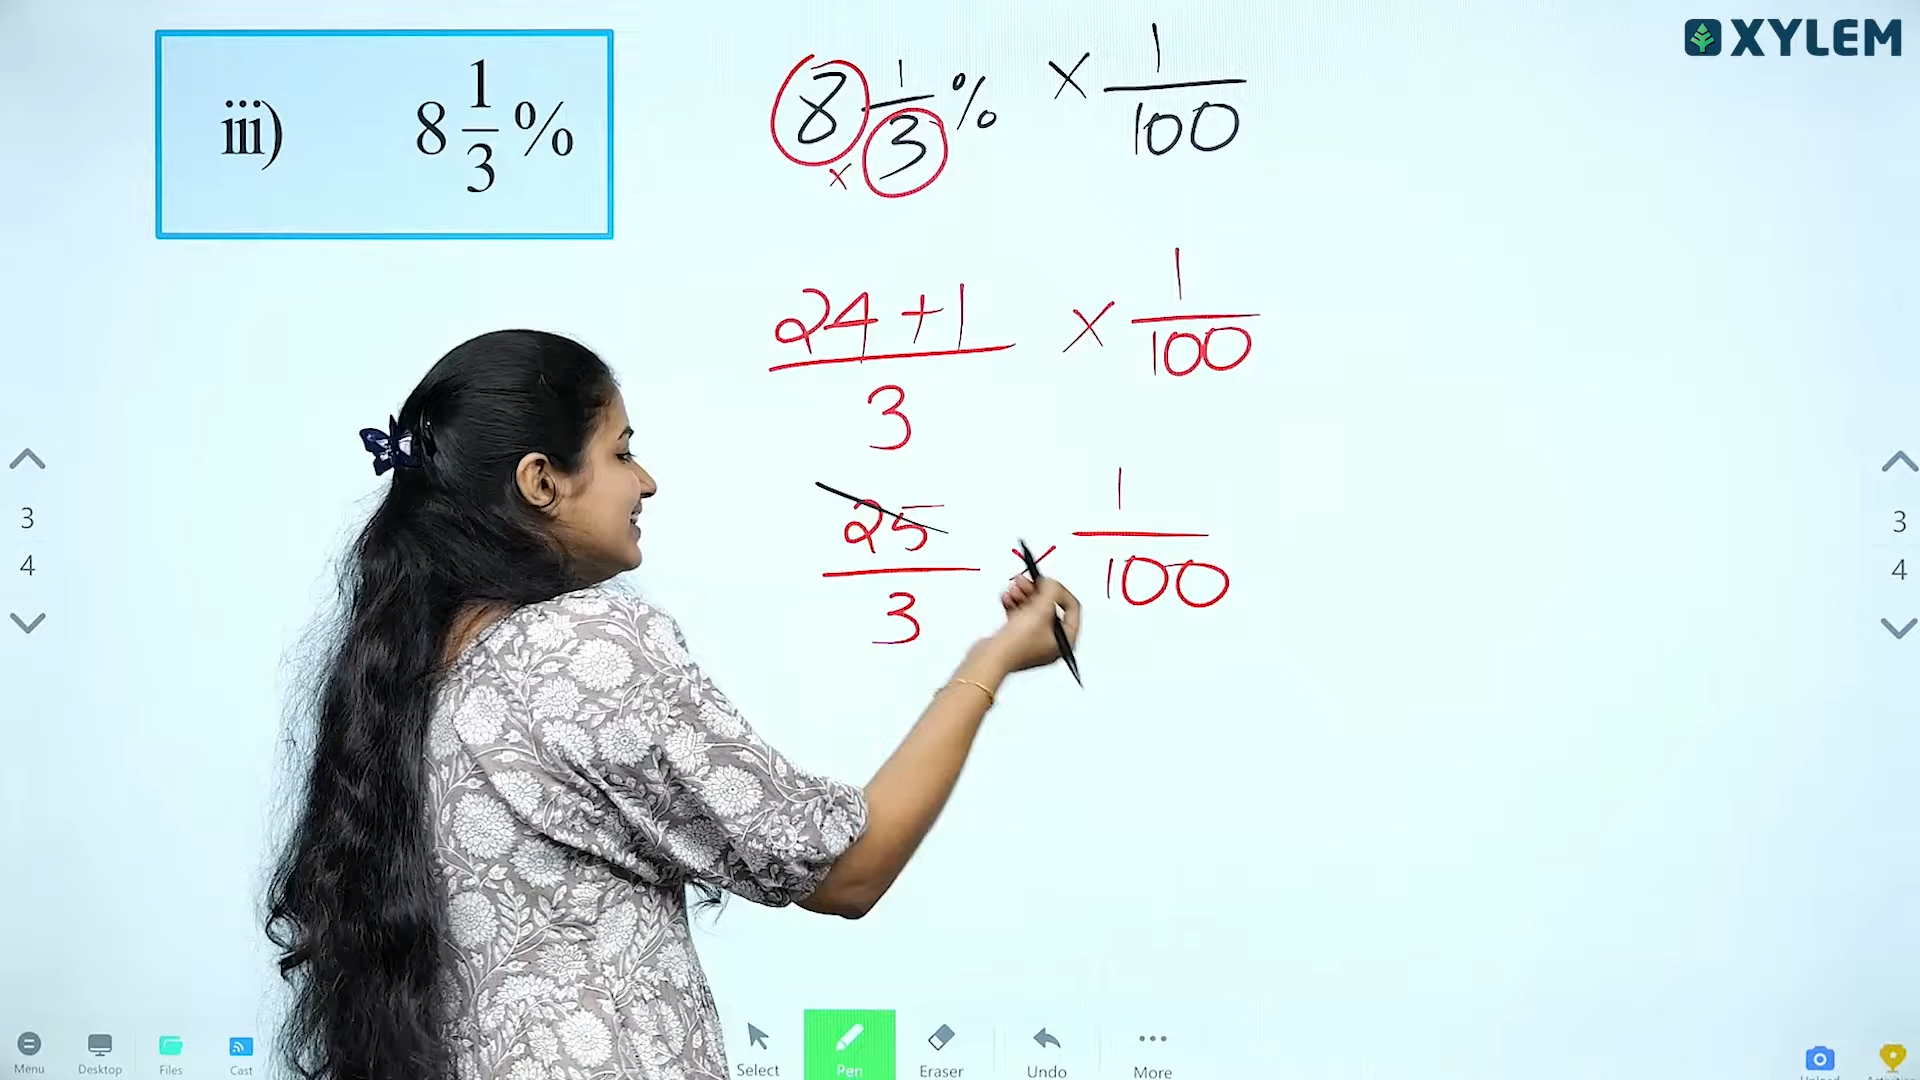 XYLEM
iii) 8 1/3 %
8 1/3 % × 1/100
×
24 + 1 / 3 × 1/100
25/3 × 1/100
3
4
3
4
Menu
Desktop
Files
Cast
Select
Pen
Eraser
Undo
More